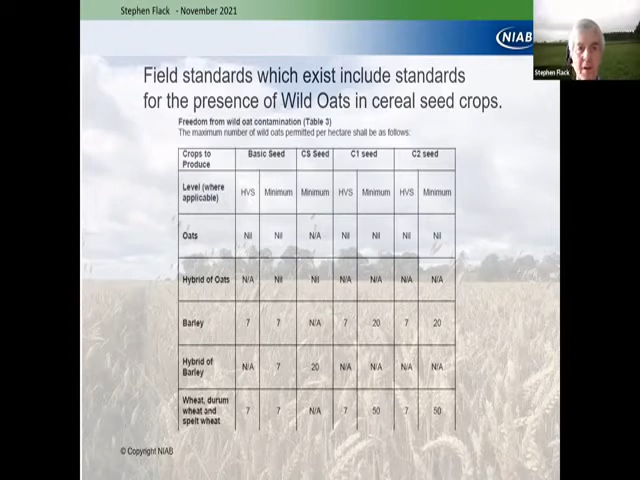 Stephen Flack - November 2021
NIAB
Stephen Flack
Field standards which exist include standards
for the presence of Wild Oats in cereal seed crops.
Freedom from wild oat contamination (Table 3)
The maximum number of wild oats permitted per hectare shall be as follows:
Crops to Produce Basic Seed CS Seed C1 seed C2 seed
Level (where applicable) HVS Minimum Minimum HVS Minimum HVS Minimum
Oats Nil Nil N/A Nil Nil Nil Nil
Hybrid of Oats N/A Nil Nil N/A N/A N/A N/A
Barley 7 7 N/A 7 20 7 20
Hybrid of Barley N/A 7 20 N/A N/A N/A N/A
Wheat, durum wheat and spelt wheat 7 7 N/A 7 50 7 50
© Copyright NIAB